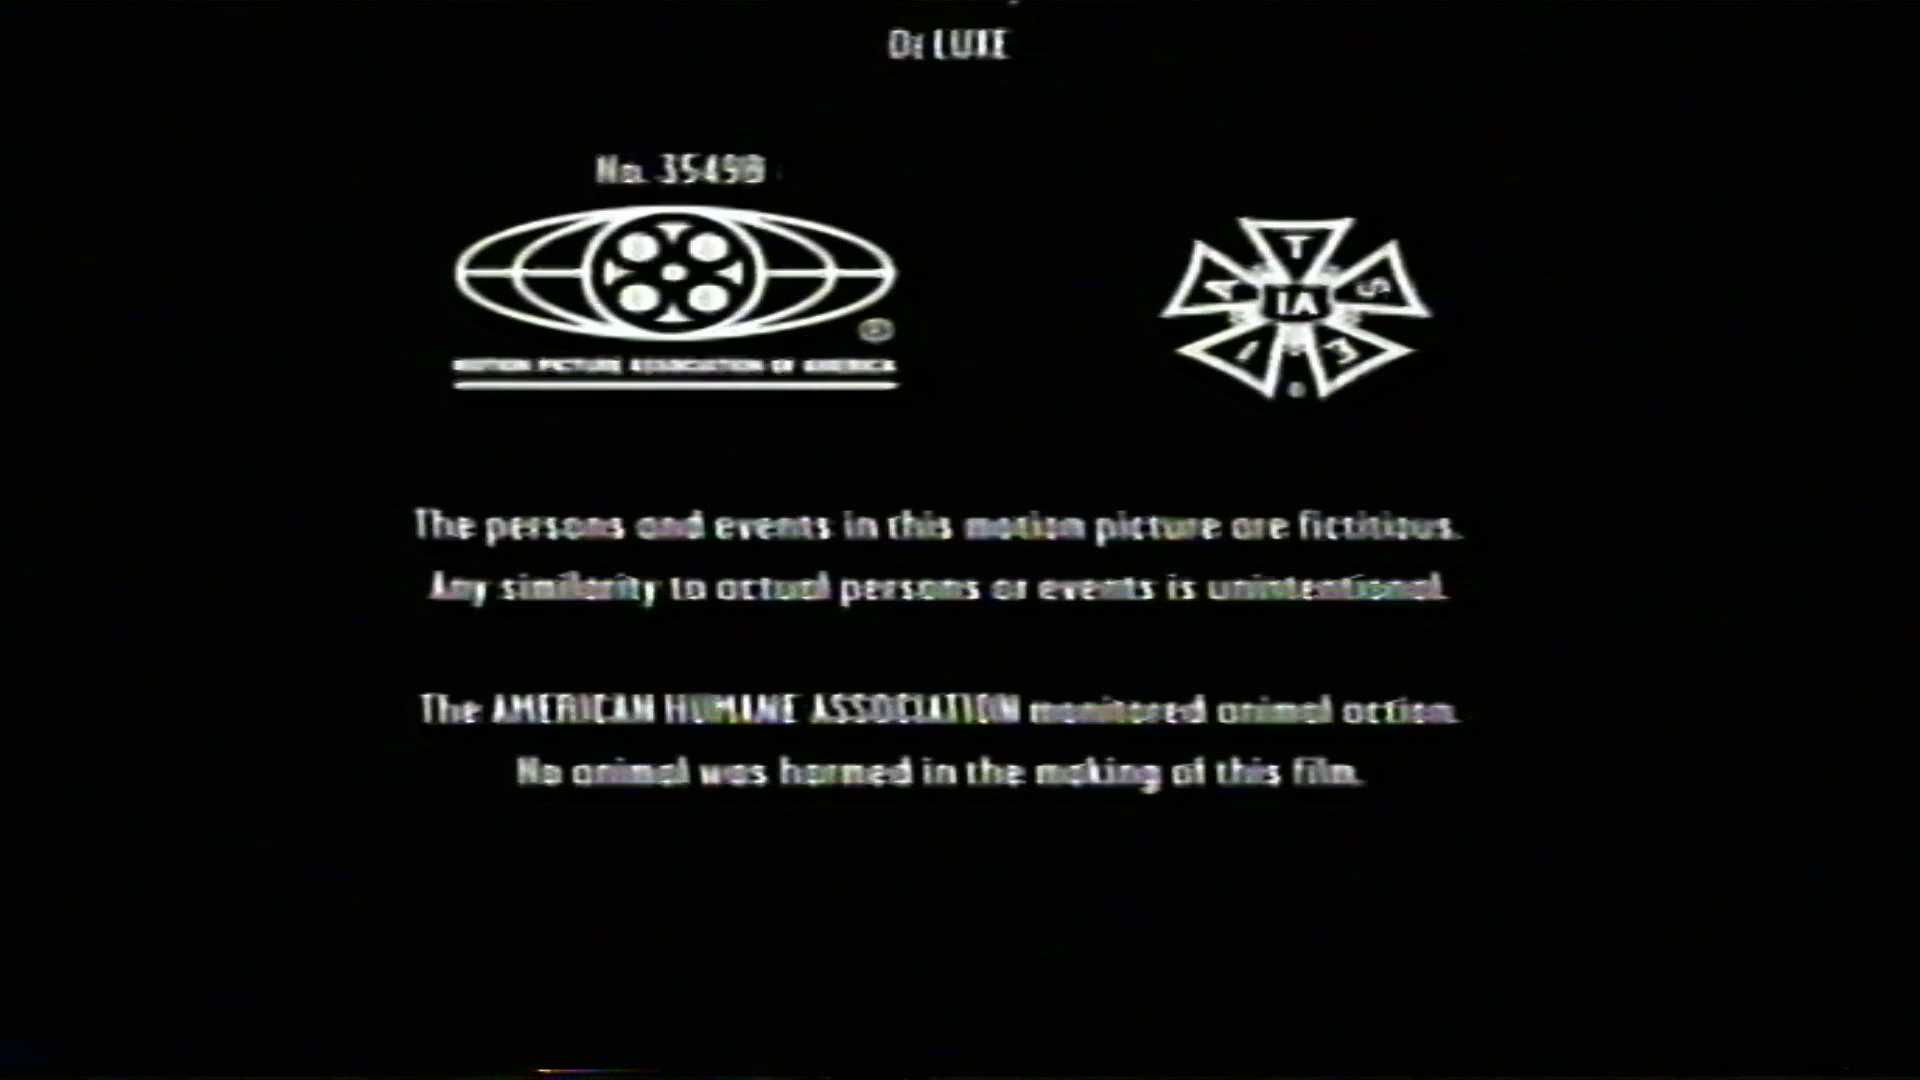 DE LUXE
No. 35498
MOTION PICTURE ASSOCIATION OF AMERICA
®
I A T S E
IA
The persons and events in this motion picture are fictitious.
Any similarity to actual persons or events is unintentional.
The AMERICAN HUMANE ASSOCIATION monitored animal action.
No animal was harmed in the making of this film.